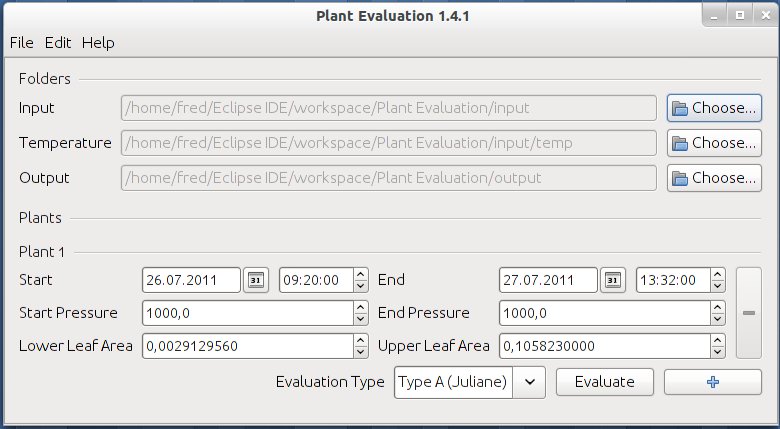 Plant Evaluation 1.4.1
File Edit Help
Folders
Input /home/fred/Eclipse IDE/workspace/Plant Evaluation/input Choose...
Temperature /home/fred/Eclipse IDE/workspace/Plant Evaluation/input/temp Choose...
Output /home/fred/Eclipse IDE/workspace/Plant Evaluation/output Choose...
Plants
Plant 1
Start 26.07.2011 31 09:20:00 End 27.07.2011 31 13:32:00
Start Pressure 1000,0 End Pressure 1000,0
Lower Leaf Area 0,0029129560 Upper Leaf Area 0,1058230000
Evaluation Type Type A (Juliane) Evaluate +